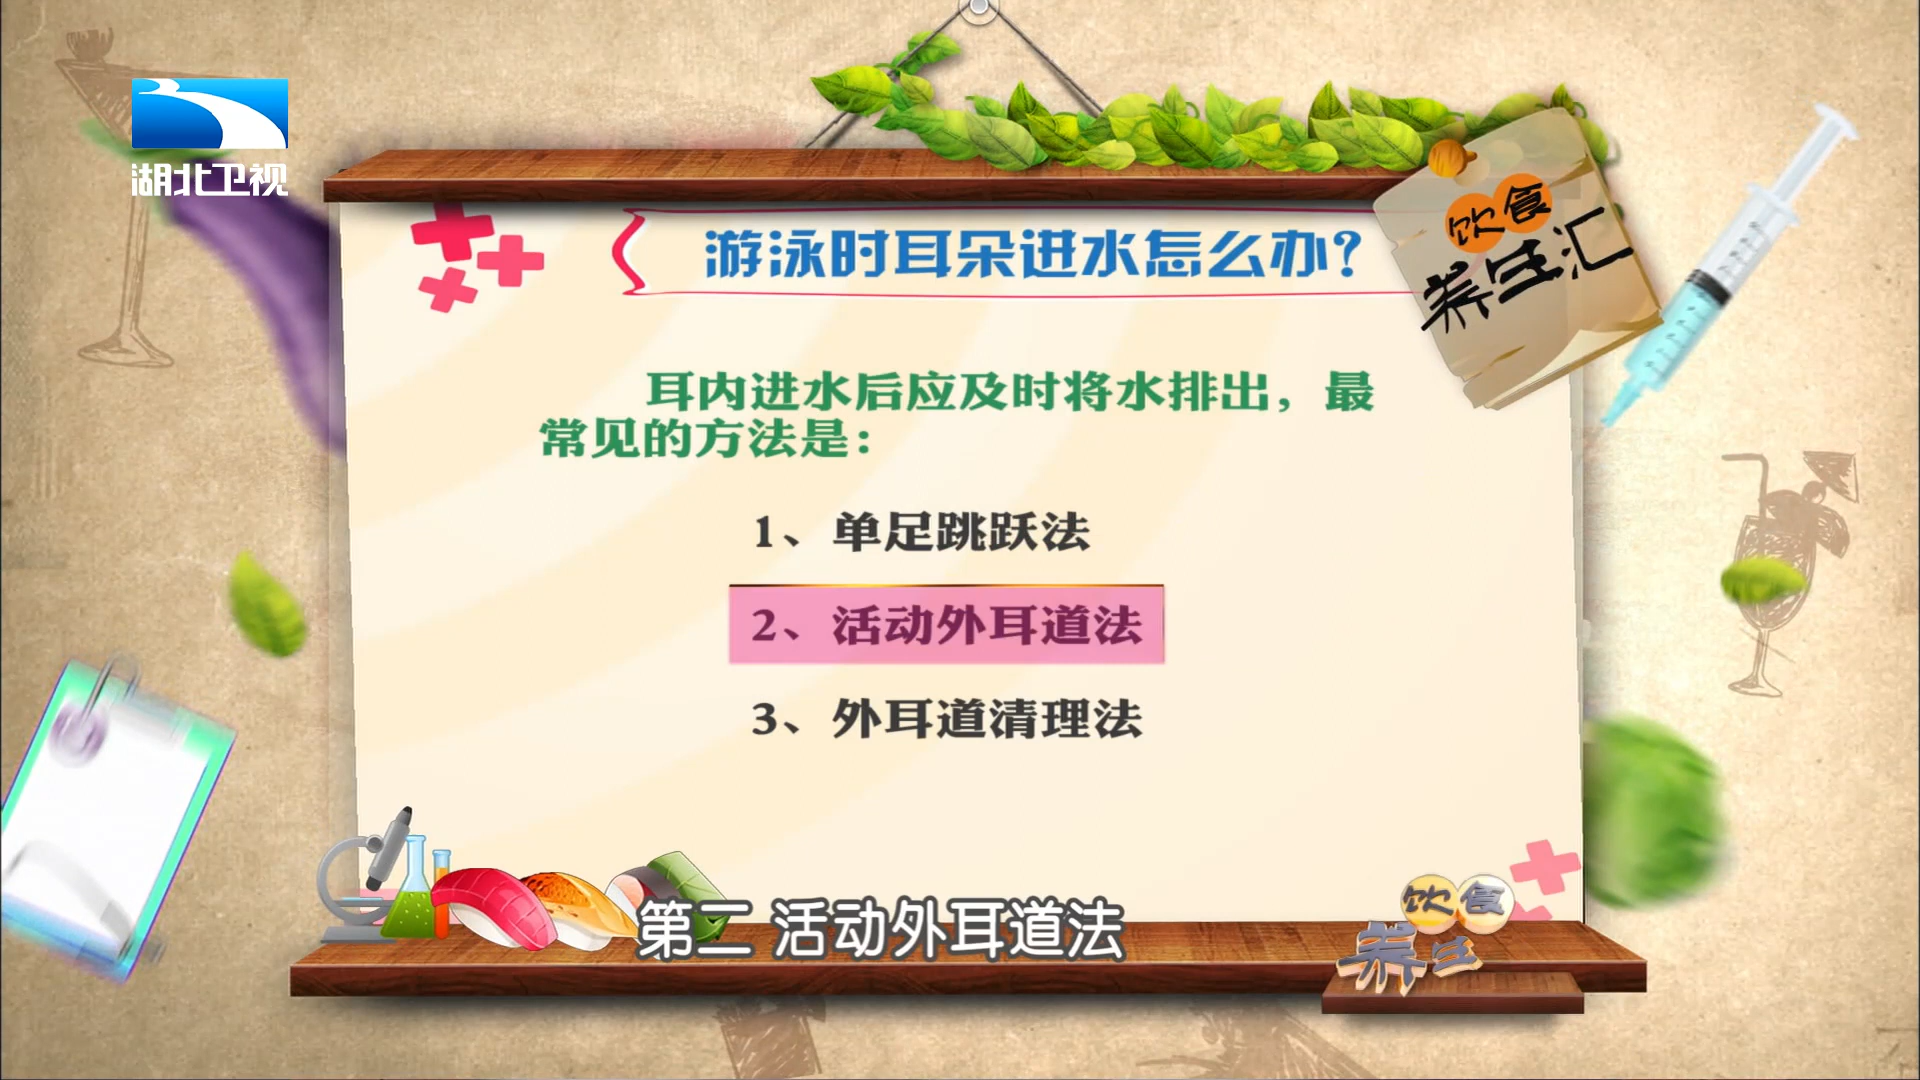 湖北卫视
游泳时耳朵进水怎么办?
饮食
养生汇
耳内进水后应及时将水排出，最
常见的方法是：
1、单足跳跃法
2、活动外耳道法
3、外耳道清理法
饮食
养生
第二 活动外耳道法